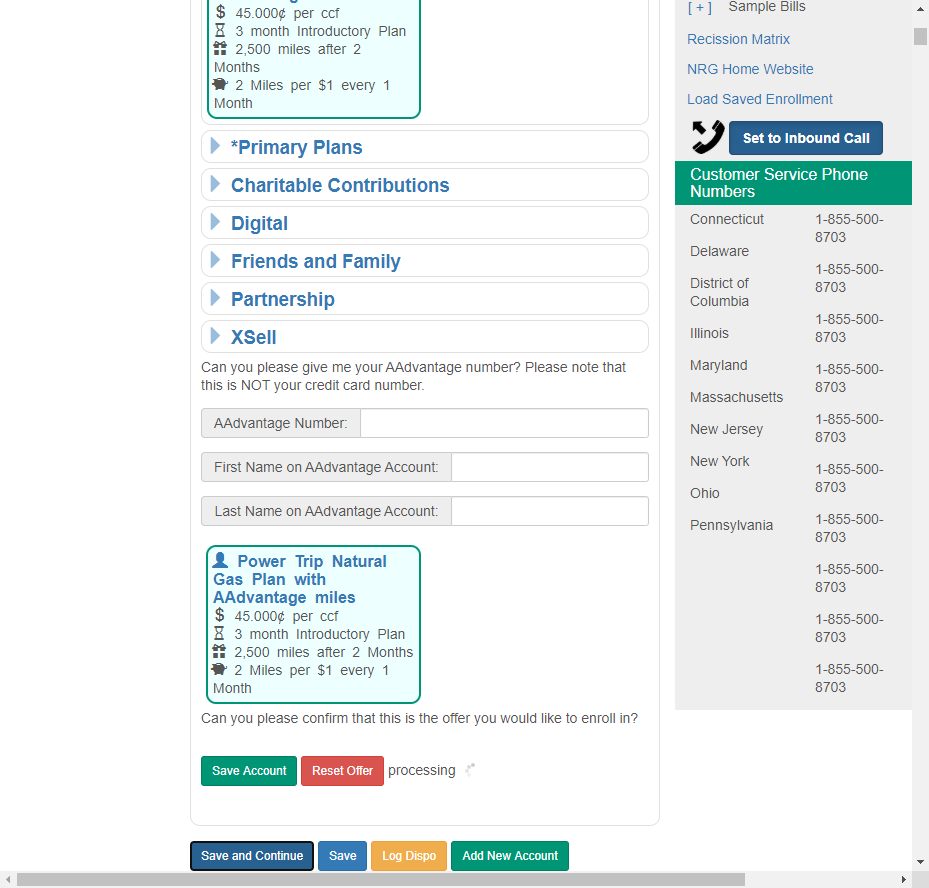 45.000¢ per ccf
3 month Introductory Plan
2,500 miles after 2
Months
2 Miles per $1 every 1
Month
*Primary Plans
Charitable Contributions
Digital
Friends and Family
Partnership
XSell
Can you please give me your AAdvantage number? Please note that
this is NOT your credit card number.
AAdvantage Number:
First Name on AAdvantage Account:
Last Name on AAdvantage Account:
Power Trip Natural
Gas Plan with
AAdvantage miles
$ 45.000¢ per ccf
3 month Introductory Plan
2,500 miles after 2 Months
2 Miles per $1 every 1
Month
Can you please confirm that this is the offer you would like to enroll in?
Save Account Reset Offer processing
Save and Continue Save Log Dispo Add New Account
[ + ] Sample Bills
Recission Matrix
NRG Home Website
Load Saved Enrollment
Set to Inbound Call
Customer Service Phone
Numbers
Connecticut
Delaware
District of
Columbia
Illinois
Maryland
Massachusetts
New Jersey
New York
Ohio
Pennsylvania
1-855-500-
8703
1-855-500-
8703
1-855-500-
8703
1-855-500-
8703
1-855-500-
8703
1-855-500-
8703
1-855-500-
8703
1-855-500-
8703
1-855-500-
8703
1-855-500-
8703